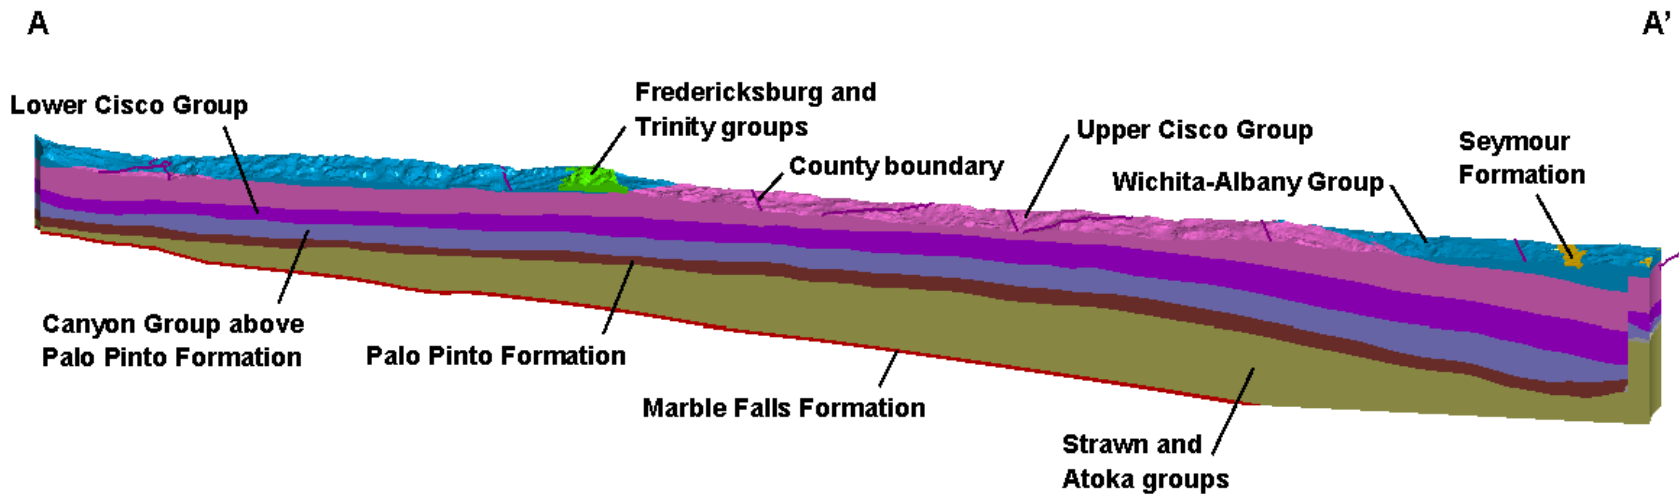 A
A'
Lower Cisco Group
Fredericksburg and
Trinity groups
County boundary
Upper Cisco Group
Wichita-Albany Group
Seymour
Formation
Canyon Group above
Palo Pinto Formation
Palo Pinto Formation
Marble Falls Formation
Strawn and
Atoka groups